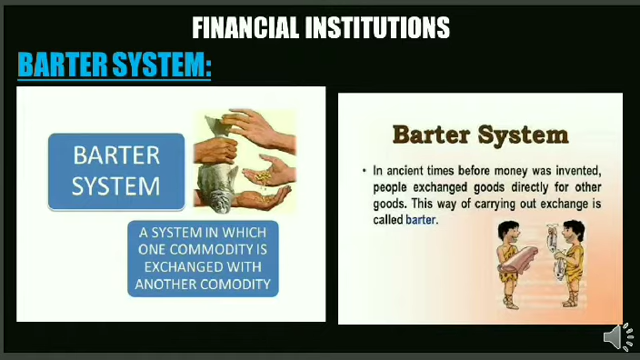 FINANCIAL INSTITUTIONS
BARTER SYSTEM:
BARTER
SYSTEM
A SYSTEM IN WHICH
ONE COMMODITY IS
EXCHANGED WITH
ANOTHER COMODITY
Barter System
• In ancient times before money was invented,
people exchanged goods directly for other
goods. This way of carrying out exchange is
called barter.